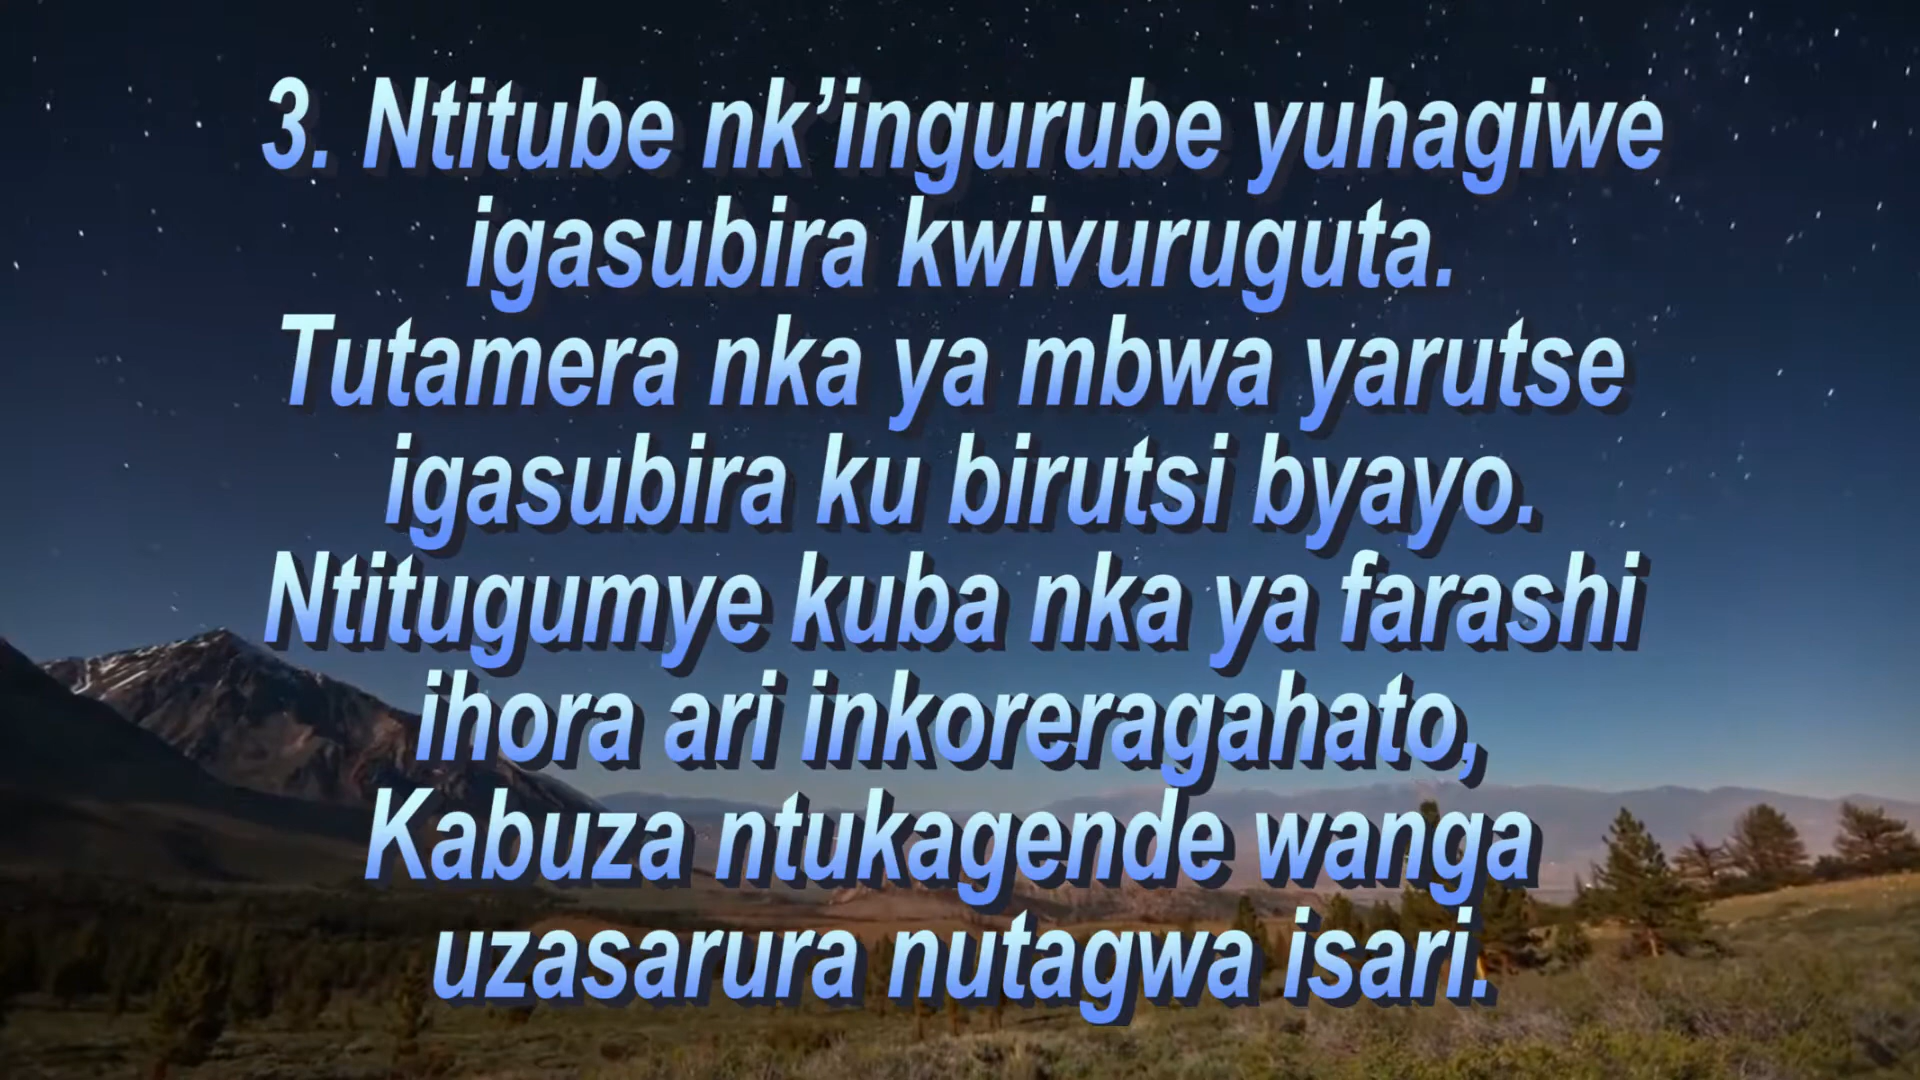 3. Ntitube nk’ingurube yuhagiwe
igasubira kwivuruguta.
Tutamera nka ya mbwa yarutse
igasubira ku birutsi byayo.
Ntitugumye kuba nka ya farashi
ihora ari inkoreragahato,
Kabuza ntukagende wanga
uzasarura nutagwa isari.